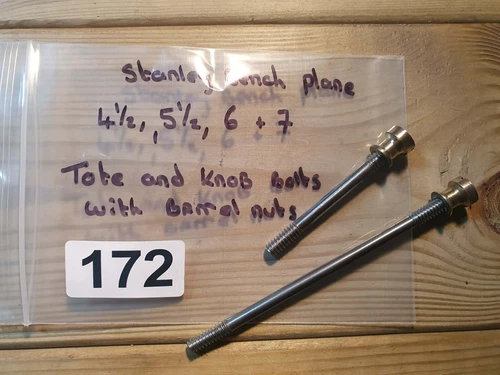 Stanley Bench plane
4½, 5½, 6 + 7
Tote and Knob Bolts
with Barrel nuts
172